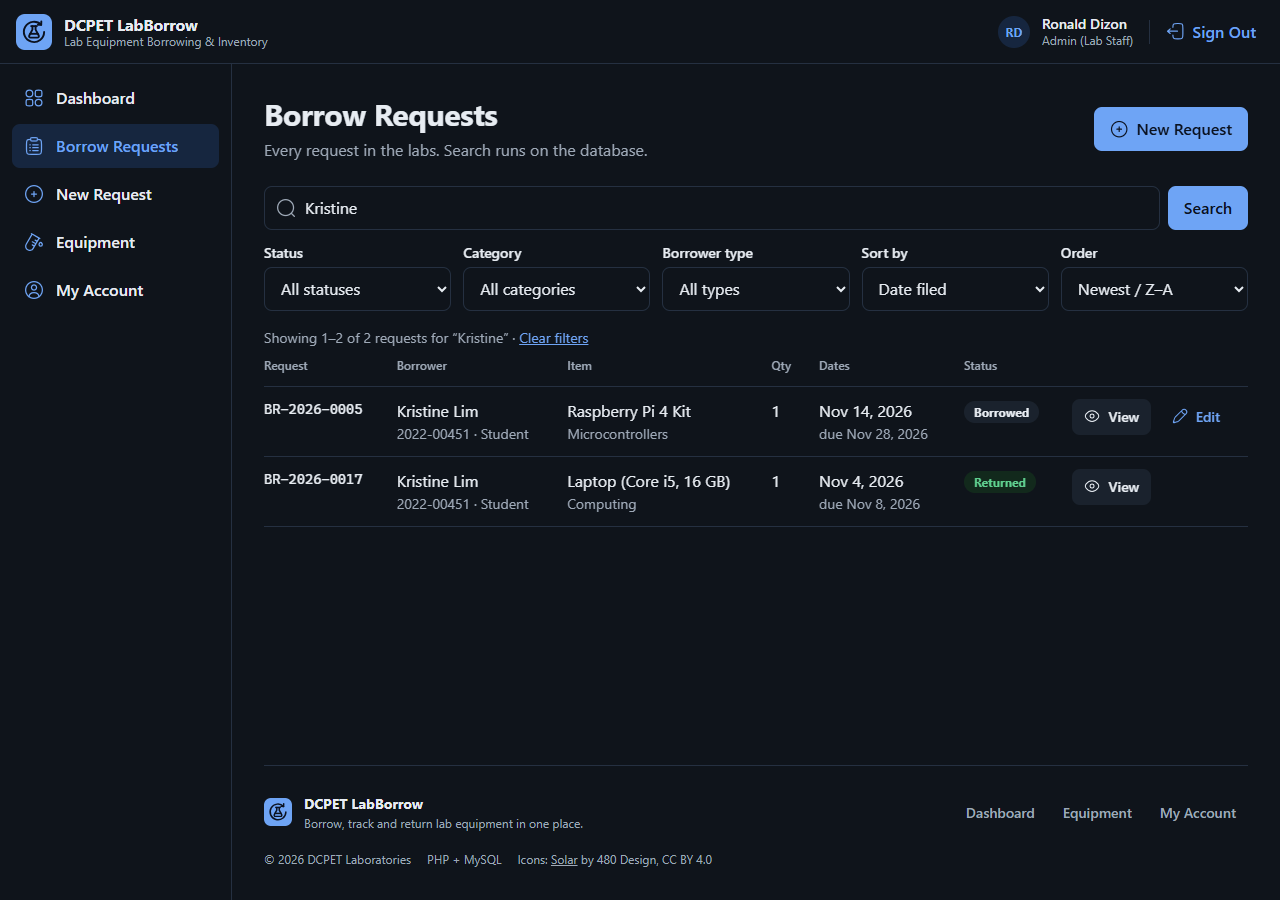 DCPET LabBorrow
Lab Equipment Borrowing & Inventory
RD
Ronald Dizon
Admin (Lab Staff)
Sign Out
Dashboard
Borrow Requests
New Request
Equipment
My Account
Borrow Requests
Every request in the labs. Search runs on the database.
New Request
Kristine
Search
Status
Category
Borrower type
Sort by
Order
All statuses
All categories
All types
Date filed
Newest / Z–A
Showing 1–2 of 2 requests for “Kristine” · Clear filters
Request
Borrower
Item
Qty
Dates
Status
BR-2026-0005
Kristine Lim
2022-00451 · Student
Raspberry Pi 4 Kit
Microcontrollers
1
Nov 14, 2026
due Nov 28, 2026
Borrowed
View
Edit
BR-2026-0017
Kristine Lim
2022-00451 · Student
Laptop (Core i5, 16 GB)
Computing
1
Nov 4, 2026
due Nov 8, 2026
Returned
View
DCPET LabBorrow
Borrow, track and return lab equipment in one place.
Dashboard
Equipment
My Account
© 2026 DCPET Laboratories
PHP + MySQL
Icons: Solar by 480 Design, CC BY 4.0